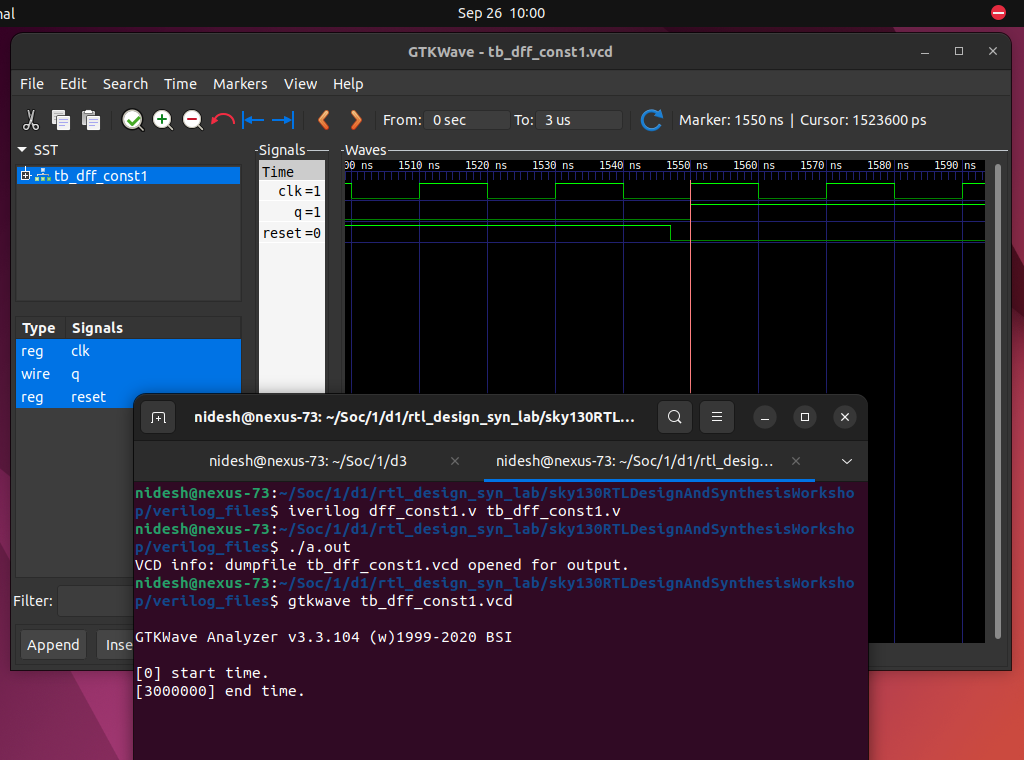 nal
Sep 26 10:00
GTKWave - tb_dff_const1.vcd
File Edit Search Time Markers View Help
From: 0 sec To: 3 us Marker: 1550 ns | Cursor: 1523600 ps
SST
tb_dff_const1
Type Signals
reg clk
wire q
reg reset
Filter:
Append Inse
Signals
Time
clk=1
q=1
reset=0
Waves
00 ns 1510 ns 1520 ns 1530 ns 1540 ns 1550 ns 1560 ns 1570 ns 1580 ns 1590 ns
nidesh@nexus-73: ~/Soc/1/d1/rtl_design_syn_lab/sky130RTL...
nidesh@nexus-73: ~/Soc/1/d3
nidesh@nexus-73: ~/Soc/1/d1/rtl_desig...
nidesh@nexus-73:~/Soc/1/d1/rtl_design_syn_lab/sky130RTLDesignAndSynthesisWorksho
p/verilog_files$ iverilog dff_const1.v tb_dff_const1.v
nidesh@nexus-73:~/Soc/1/d1/rtl_design_syn_lab/sky130RTLDesignAndSynthesisWorksho
p/verilog_files$ ./a.out
VCD info: dumpfile tb_dff_const1.vcd opened for output.
nidesh@nexus-73:~/Soc/1/d1/rtl_design_syn_lab/sky130RTLDesignAndSynthesisWorksho
p/verilog_files$ gtkwave tb_dff_const1.vcd
GTKWave Analyzer v3.3.104 (w)1999-2020 BSI
[0] start time.
[3000000] end time.